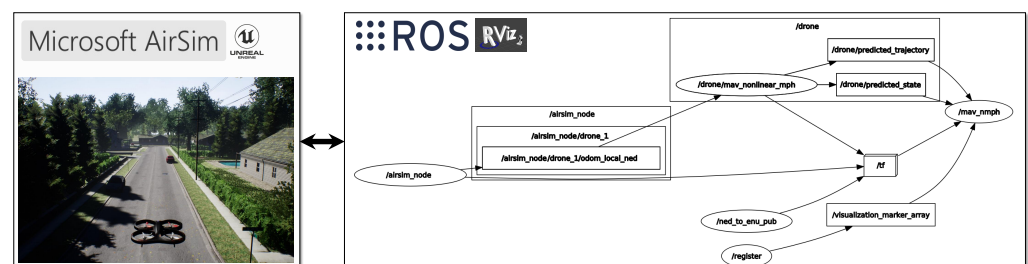 Microsoft AirSim
UNREAL
ENGINE
ROS
RViz
/drone
/drone/predicted_trajectory
/drone/mav_nonlinear_mph
/drone/predicted_state
/mav_nmph
/airsim_node
/airsim_node/drone_1
/airsim_node/drone_1/odom_local_ned
/airsim_node
/tf
/ned_to_enu_pub
/visualization_marker_array
/register